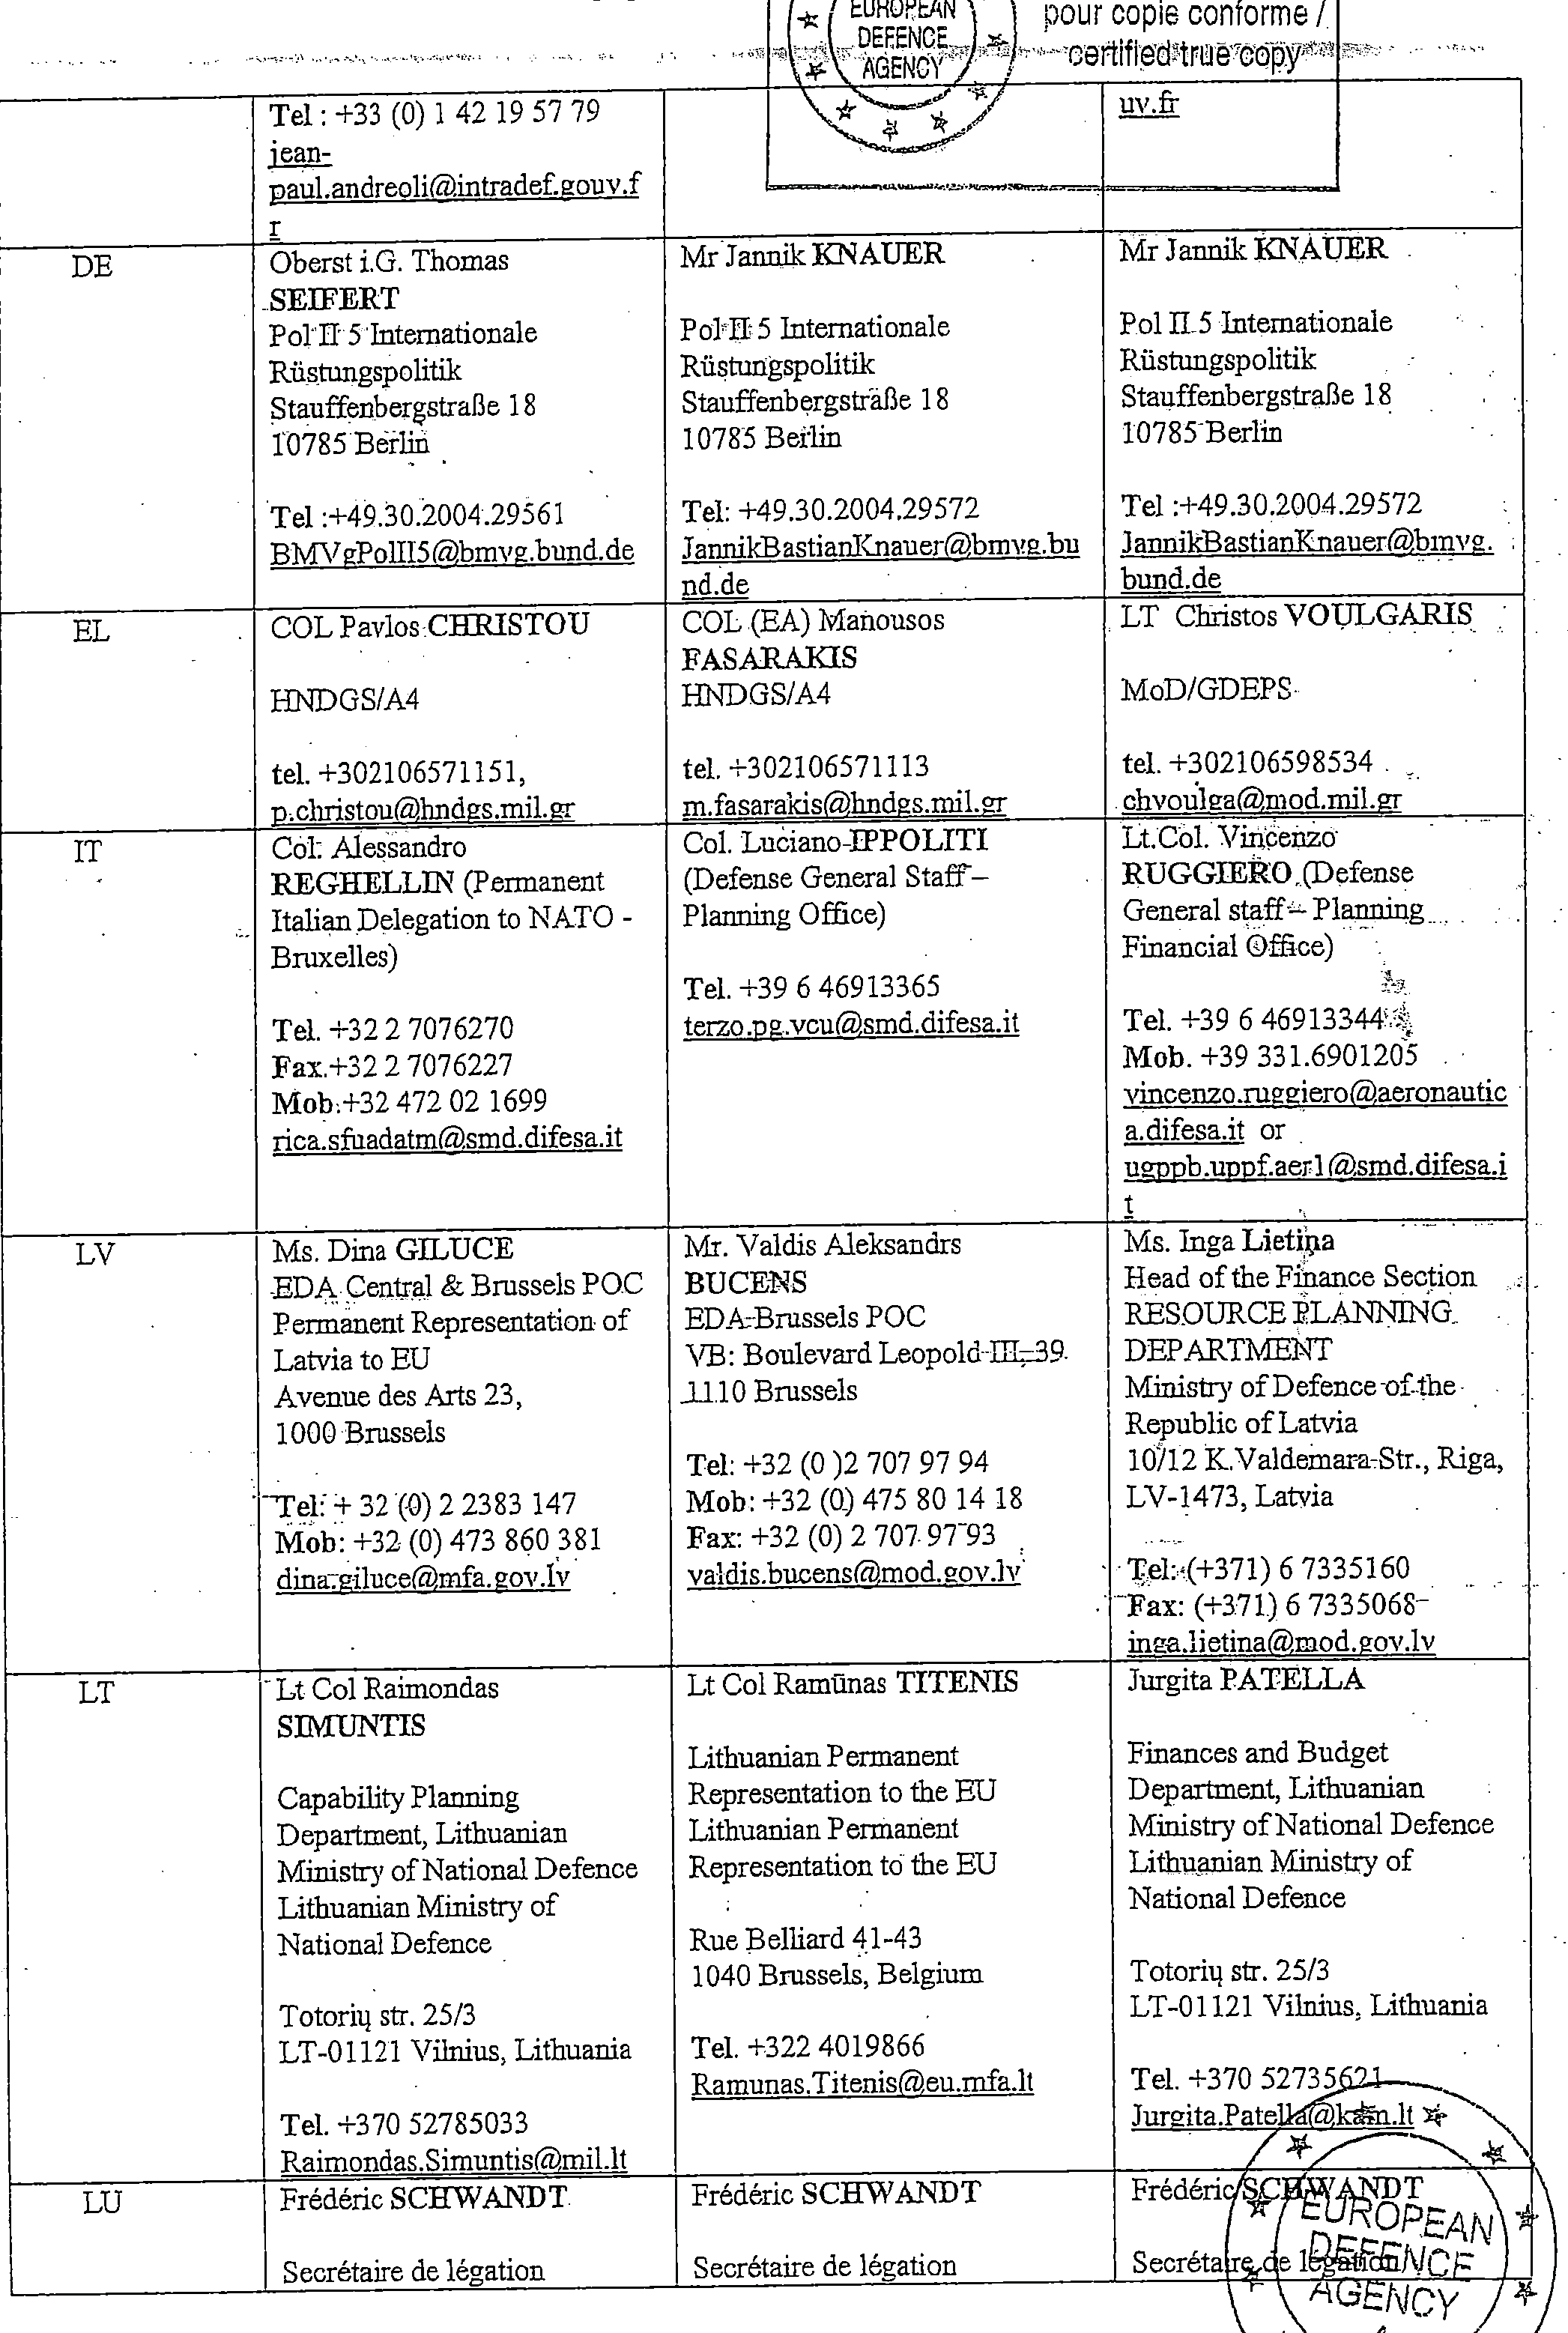 EUROPEAN
DEFENCE
AGENCY
pour copie conforme /
certified true copy
Tel : +33 (0) 1 42 19 57 79
jean-
paul.andreoli@intradef.gouv.f
r
uv.fr
DE
Oberst i.G. Thomas
SEIFERT
Pol II 5 Internationale
Rüstungspolitik
Stauffenbergstraße 18
10785 Berlin
Tel :+49.30.2004.29561
BMVgPolII5@bmvg.bund.de
Mr Jannik KNAUER
Pol II 5 Internationale
Rüstungspolitik
Stauffenbergstraße 18
10785 Berlin
Tel: +49.30.2004.29572
JannikBastianKnauer@bmvg.bu
nd.de
Mr Jannik KNAUER
Pol II 5 Internationale
Rüstungspolitik
Stauffenbergstraße 18
10785 Berlin
Tel :+49.30.2004.29572
JannikBastianKnauer@bmvg.
bund.de
EL
COL Pavlos CHRISTOU
HNDGS/A4
tel. +302106571151,
p.christou@hndgs.mil.gr
COL (EA) Manousos
FASARAKIS
HNDGS/A4
tel. +302106571113
m.fasarakis@hndgs.mil.gr
LT Christos VOULGARIS
MoD/GDEPS
tel. +302106598534
chvoulga@mod.mil.gr
IT
Col. Alessandro
REGHELLIN (Permanent
Italian Delegation to NATO -
Bruxelles)
Tel. +32 2 7076270
Fax.+32 2 7076227
Mob.+32 472 02 1699
rica.sfuadatm@smd.difesa.it
Col. Luciano IPPOLITI
(Defense General Staff –
Planning Office)
Tel. +39 6 46913365
terzo.pg.vcu@smd.difesa.it
Lt.Col. Vincenzo
RUGGIERO (Defense
General staff – Planning
Financial Office)
Tel. +39 6 46913344
Mob. +39 331.6901205
vincenzo.ruggiero@aeronautic
a.difesa.it or
ugppb.uppf.aer1@smd.difesa.i
t
LV
Ms. Dina GILUCE
EDA Central & Brussels POC
Permanent Representation of
Latvia to EU
Avenue des Arts 23,
1000 Brussels
Tel: + 32 (0) 2 2383 147
Mob: +32 (0) 473 860 381
dina.giluce@mfa.gov.lv
Mr. Valdis Aleksandrs
BUCENS
EDA Brussels POC
VB: Boulevard Leopold III, 39
1110 Brussels
Tel: +32 (0 )2 707 97 94
Mob: +32 (0) 475 80 14 18
Fax: +32 (0) 2 707 97 93
valdis.bucens@mod.gov.lv
Ms. Inga Lietiņa
Head of the Finance Section
RESOURCE PLANNING
DEPARTMENT
Ministry of Defence of the
Republic of Latvia
10/12 K.Valdemara Str., Riga,
LV-1473, Latvia
Tel: (+371) 6 7335160
Fax: (+371) 6 7335068
inga.lietina@mod.gov.lv
LT
Lt Col Raimondas
SIMUNTIS
Capability Planning
Department, Lithuanian
Ministry of National Defence
Lithuanian Ministry of
National Defence
Totorių str. 25/3
LT-01121 Vilnius, Lithuania
Tel. +370 52785033
Raimondas.Simuntis@mil.lt
Lt Col Ramūnas TITENIS
Lithuanian Permanent
Representation to the EU
Lithuanian Permanent
Representation to the EU
Rue Belliard 41-43
1040 Brussels, Belgium
Tel. +322 4019866
Ramunas.Titenis@eu.mfa.lt
Jurgita PATELLA
Finances and Budget
Department, Lithuanian
Ministry of National Defence
Lithuanian Ministry of
National Defence
Totorių str. 25/3
LT-01121 Vilnius, Lithuania
Tel. +370 52735621
Jurgita.Patella@kam.lt
LU
Frédéric SCHWANDT
Secrétaire de légation
Frédéric SCHWANDT
Secrétaire de légation
Frédéric SCHWANDT
Secrétaire de légation
EUROPEAN
DEFENCE
AGENCY